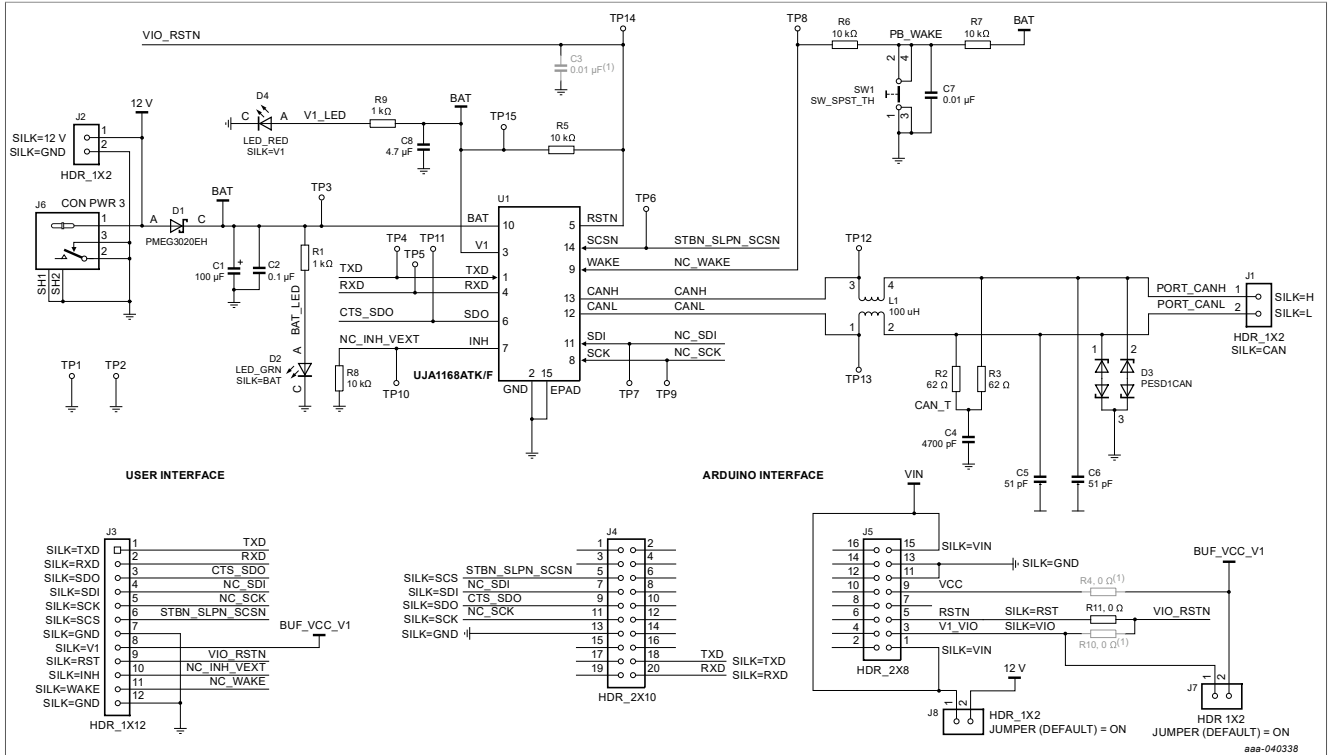 VIO_RSTN
TP14
C3
0.01 µF(1)
TP8
R6
10 kΩ
PB_WAKE
R7
10 kΩ
BAT
2
4
SW1
SW_SPST_TH
1
3
C7
0.01 µF
12 V
J2
SILK=12 V
1
SILK=GND
2
HDR_1X2
D4
C
A
V1_LED
LED_RED
SILK=V1
R9
1 kΩ
BAT
C8
4.7 µF
TP15
R5
10 kΩ
J6
CON PWR 3
1
3
2
SH1
SH2
A
D1
C
PMEG3020EH
BAT
TP3
C1
100 µF
+
C2
0.1 µF
R1
1 kΩ
BAT_LED
A
D2
LED_GRN
SILK=BAT
C
TP1
TP2
U1
BAT
10
V1
3
TP4
TP11
TP5
TXD
TXD
1
RXD
RXD
4
CTS_SDO
SDO
6
NC_INH_VEXT
INH
7
R8
10 kΩ
TP10
UJA1168ATK/F
2
15
GND
EPAD
5
RSTN
TP6
14
SCSN
STBN_SLPN_SCSN
9
WAKE
NC_WAKE
13
CANH
CANH
12
CANL
CANL
11
SDI
NC_SDI
8
SCK
NC_SCK
TP7
TP9
TP12
3
4
L1
100 uH
1
2
TP13
R2
62 Ω
R3
62 Ω
CAN_T
C4
4700 pF
C5
51 pF
C6
51 pF
1
2
D3
PESD1CAN
3
PORT_CANH
1
PORT_CANL
2
J1
SILK=H
SILK=L
HDR_1X2
SILK=CAN
USER INTERFACE
J3
SILK=TXD
1
TXD
SILK=RXD
2
RXD
SILK=SDO
3
CTS_SDO
SILK=SDI
4
NC_SDI
SILK=SCK
5
NC_SCK
SILK=SCS
6
STBN_SLPN_SCSN
SILK=GND
7
SILK=V1
8
BUF_VCC_V1
SILK=RST
9
VIO_RSTN
SILK=INH
10
NC_INH_VEXT
SILK=WAKE
11
NC_WAKE
SILK=GND
12
HDR_1X12
ARDUINO INTERFACE
J4
1
2
3
4
SILK=SCS
STBN_SLPN_SCSN
5
6
SILK=SDI
NC_SDI
7
8
SILK=SDO
CTS_SDO
9
10
SILK=SCK
NC_SCK
11
12
SILK=GND
13
14
15
16
17
18
TXD
SILK=TXD
19
20
RXD
SILK=RXD
HDR_2X10
VIN
J5
16
15
SILK=VIN
14
13
SILK=GND
12
11
10
9
VCC
8
7
6
5
RSTN
SILK=RST
4
3
V1_VIO
SILK=VIO
2
1
SILK=VIN
HDR_2X8
R4, 0 Ω(1)
R11, 0 Ω
R10, 0 Ω(1)
BUF_VCC_V1
VIO_RSTN
12 V
J8
1
2
HDR_1X2
JUMPER (DEFAULT) = ON
J7
1
2
HDR 1X2
JUMPER (DEFAULT) = ON
aaa-040338